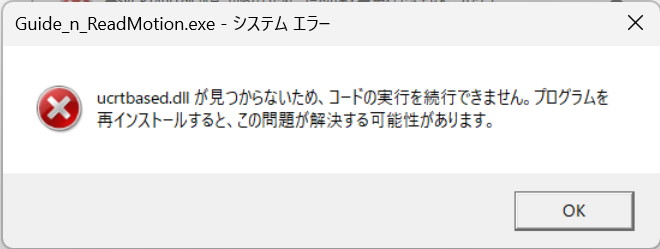 Guide_n_ReadMotion.exe - システム エラー
ucrtbased.dll が見つからないため、コードの実行を続行できません。プログラムを
再インストールすると、この問題が解決する可能性があります。
OK